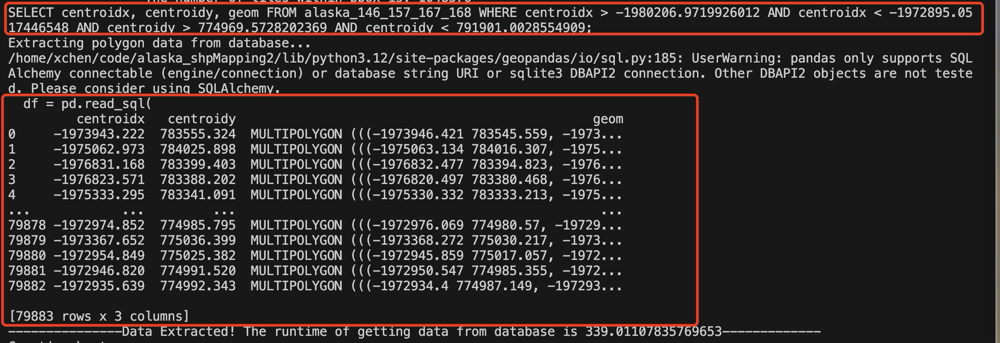 The number of tiles within bbox is: 1048576
SELECT centroidx, centroidy, geom FROM alaska_146_157_167_168 WHERE centroidx > -1980206.9719926012 AND centroidx < -1972895.05
17446548 AND centroidy > 774969.5728202369 AND centroidy < 791901.0028554909;
Extracting polygon data from database...
/home/xchen/code/alaska_shpMapping2/lib/python3.12/site-packages/geopandas/io/sql.py:185: UserWarning: pandas only supports SQL
Alchemy connectable (engine/connection) or database string URI or sqlite3 DBAPI2 connection. Other DBAPI2 objects are not teste
d. Please consider using SQLAlchemy.
df = pd.read_sql(
centroidx centroidy geom
0 -1973943.222 783555.324 MULTIPOLYGON (((-1973946.421 783545.559, -1973...
1 -1975062.973 784025.898 MULTIPOLYGON (((-1975063.134 784016.307, -1975...
2 -1976831.168 783399.403 MULTIPOLYGON (((-1976832.477 783394.823, -1976...
3 -1976823.571 783388.202 MULTIPOLYGON (((-1976820.497 783380.468, -1976...
4 -1975333.295 783341.091 MULTIPOLYGON (((-1975330.332 783333.213, -1975...
... ... ... ...
79878 -1972974.852 774985.795 MULTIPOLYGON (((-1972976.069 774980.57, -19729...
79879 -1973367.652 775036.399 MULTIPOLYGON (((-1973368.272 775030.217, -1973...
79880 -1972954.849 775025.382 MULTIPOLYGON (((-1972945.859 775017.057, -1972...
79881 -1972946.820 774991.520 MULTIPOLYGON (((-1972950.547 774985.355, -1972...
79882 -1972935.639 774992.343 MULTIPOLYGON (((-1972934.4 774987.149, -197293...
[79883 rows x 3 columns]
---------------Data Extracted! The runtime of getting data from database is 339.01107835769653-------------